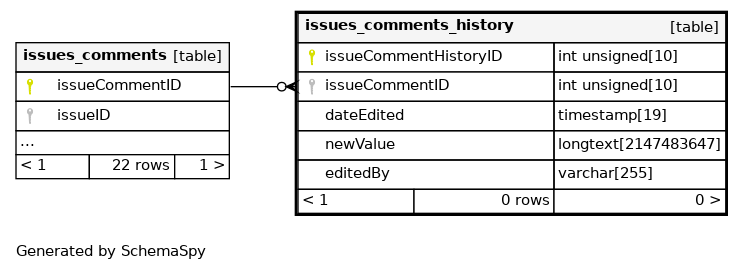 issues_comments [table]
issueCommentID
issueID
...
< 1 22 rows 1 >
issues_comments_history [table]
issueCommentHistoryID int unsigned[10]
issueCommentID int unsigned[10]
dateEdited timestamp[19]
newValue longtext[2147483647]
editedBy varchar[255]
< 1 0 rows 0 >
Generated by SchemaSpy